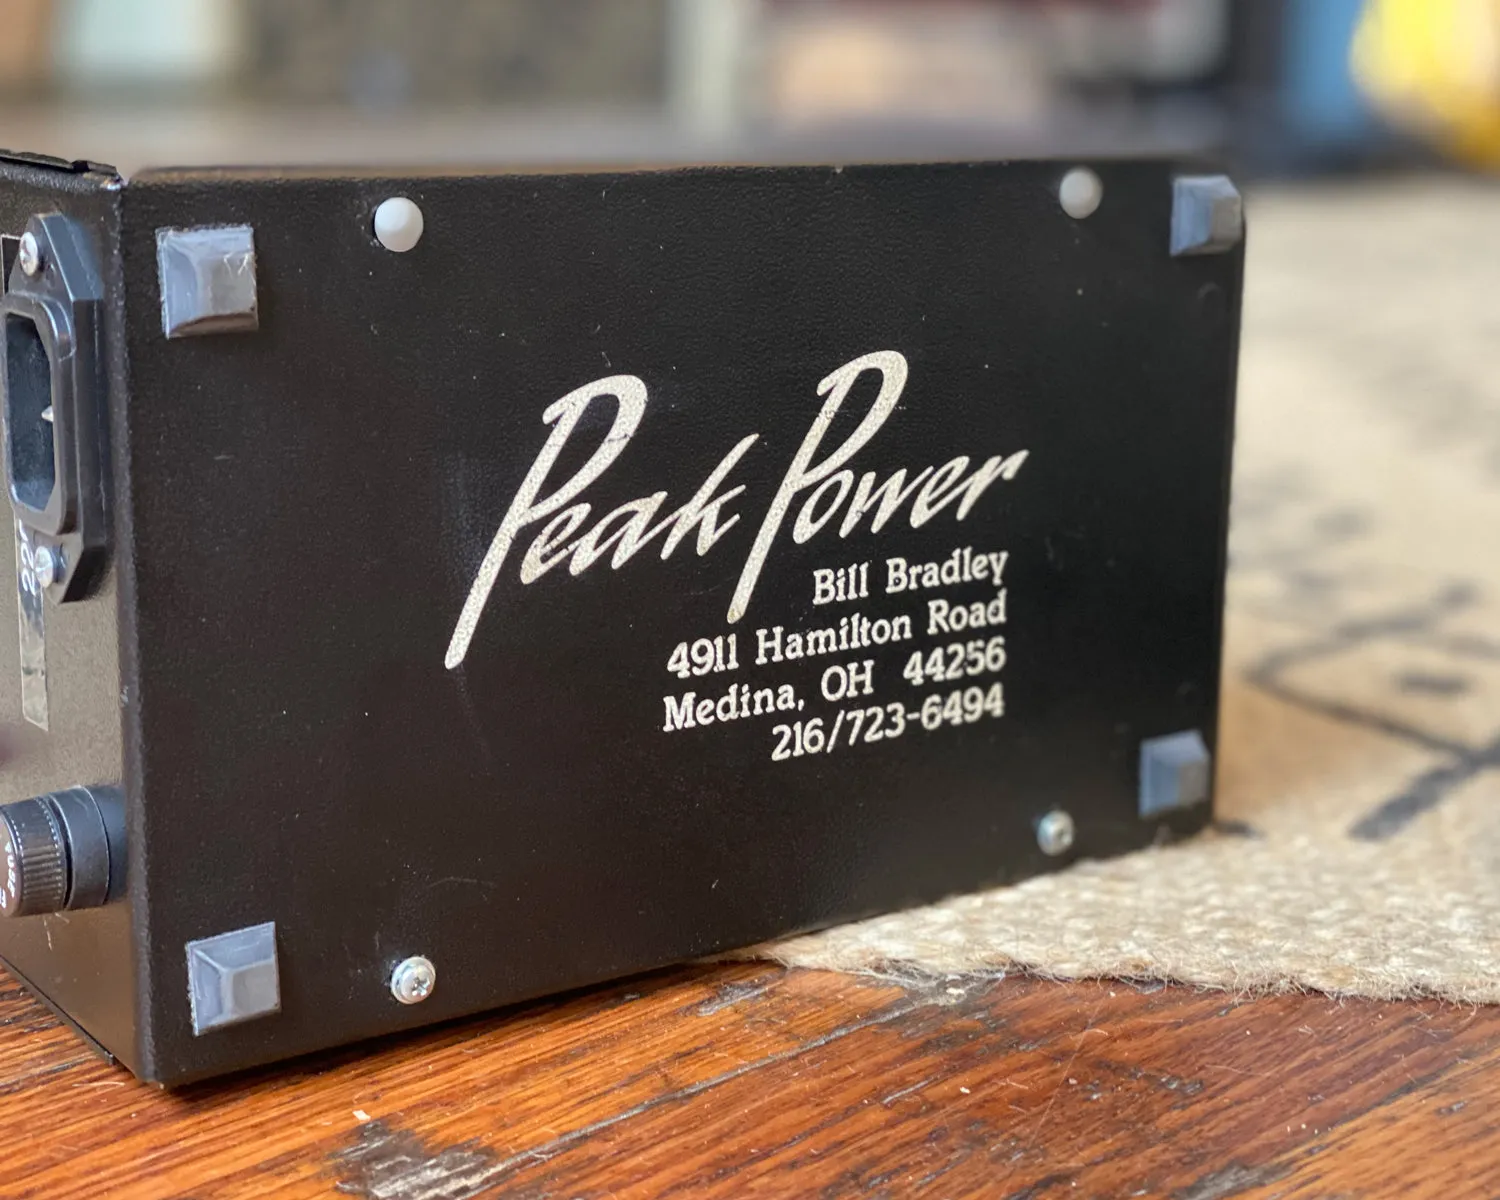 Peak Power
Bill Bradley
4911 Hamilton Road
Medina, OH 44256
216/723-6494